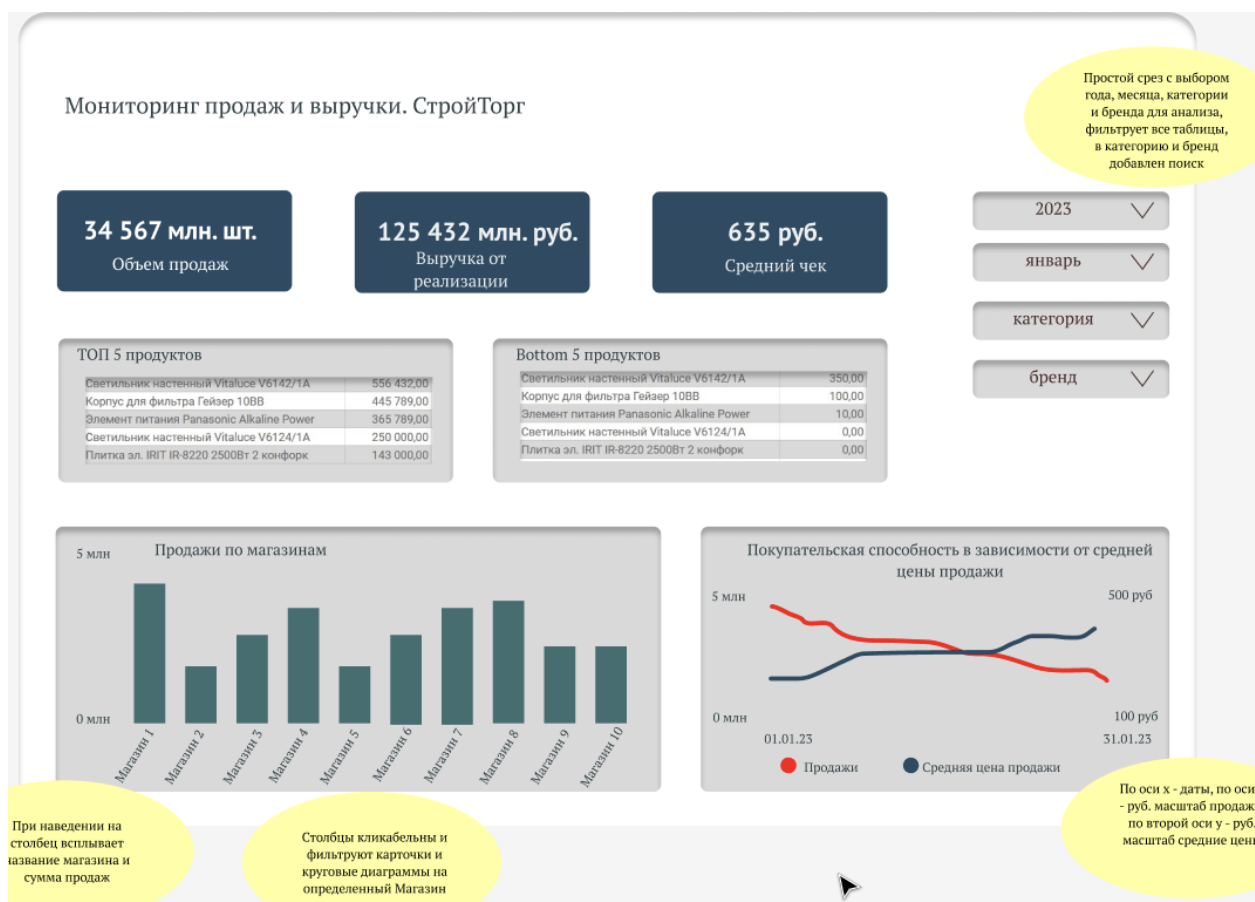 Простой срез с выбором
года, месяца, категории
и бренда для анализа,
фильтрует все таблицы,
в категорию и бренд
добавлен поиск
Мониторинг продаж и выручки. СтройТорг
34 567 млн. шт.
Объем продаж
125 432 млн. руб.
Выручка от
реализации
635 руб.
Средний чек
2023
январь
категория
бренд
ТОП 5 продуктов
Светильник настенный Vitaluce V6142/1A 556 432,00
Корпус для фильтра Гейзер 10ВВ 445 789,00
Элемент питания Panasonic Alkaline Power 365 789,00
Светильник настенный Vitaluce V6124/1A 250 000,00
Плитка эл. IRIT IR-8220 2500Вт 2 конфорк 143 000,00
Bottom 5 продуктов
Светильник настенный Vitaluce V6142/1A 350,00
Корпус для фильтра Гейзер 10ВВ 100,00
Элемент питания Panasonic Alkaline Power 10,00
Светильник настенный Vitaluce V6124/1A 0,00
Плитка эл. IRIT IR-8220 2500Вт 2 конфорк 0,00
Продажи по магазинам
5 млн
0 млн
Магазин 1
Магазин 2
Магазин 3
Магазин 4
Магазин 5
Магазин 6
Магазин 7
Магазин 8
Магазин 9
Магазин 10
Покупательская способность в зависимости от средней
цены продажи
5 млн
500 руб
0 млн
100 руб
01.01.23
31.01.23
Продажи
Средняя цена продажи
При наведении на
столбец всплывает
название магазина и
сумма продаж
Столбцы кликабельны и
фильтруют карточки и
круговые диаграммы на
определенный Магазин
По оси х - даты, по оси
- руб. масштаб продаж
по второй оси у - руб.
масштаб средние цен